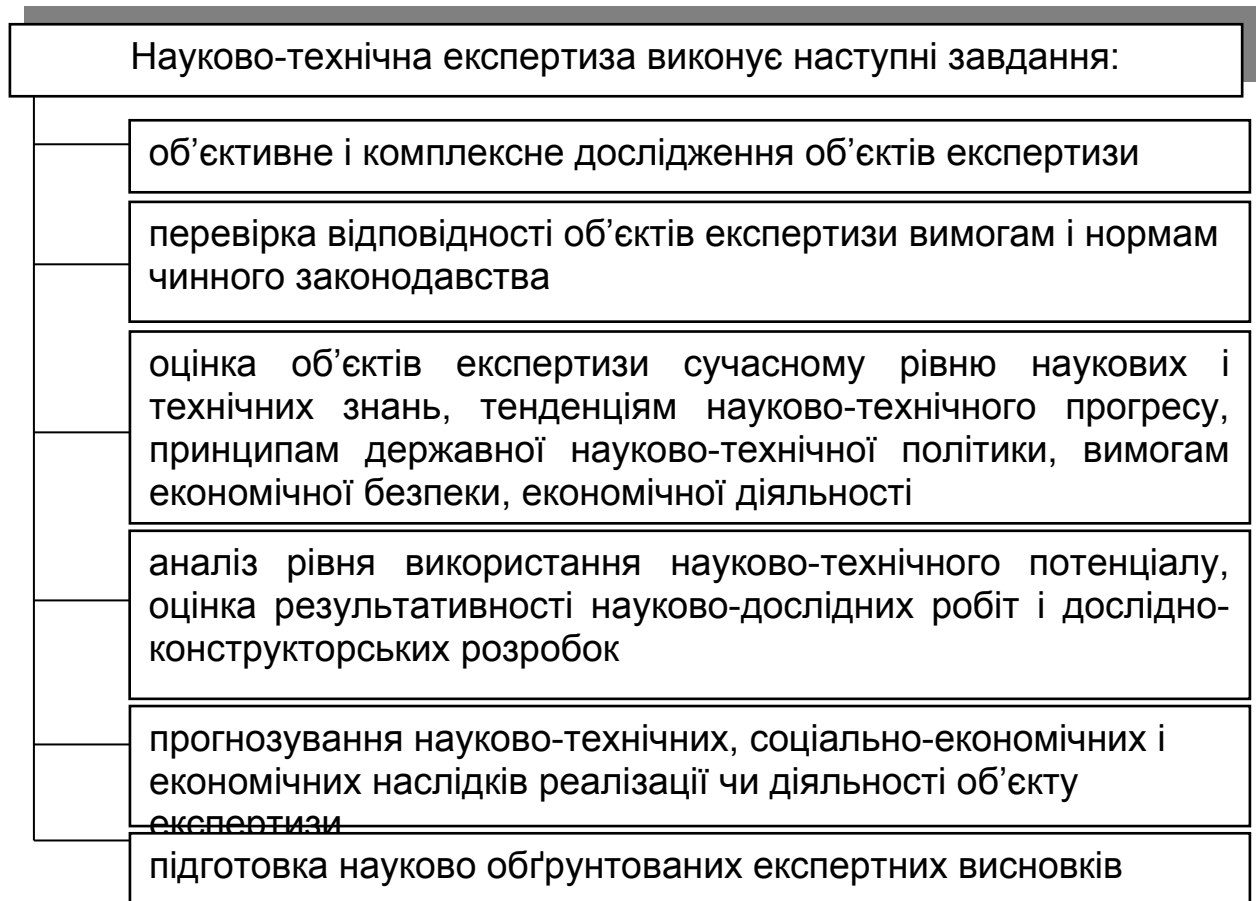 Науково-технічна експертиза виконує наступні завдання:
об’єктивне і комплексне дослідження об’єктів експертизи
перевірка відповідності об’єктів експертизи вимогам і нормам
чинного законодавства
оцінка об’єктів експертизи сучасному рівню наукових і
технічних знань, тенденціям науково-технічного прогресу,
принципам державної науково-технічної політики, вимогам
економічної безпеки, економічної діяльності
аналіз рівня використання науково-технічного потенціалу,
оцінка результативності науково-дослідних робіт і дослідно-
конструкторських розробок
прогнозування науково-технічних, соціально-економічних і
економічних наслідків реалізації чи діяльності об’єкту
експертизи
підготовка науково обґрунтованих експертних висновків